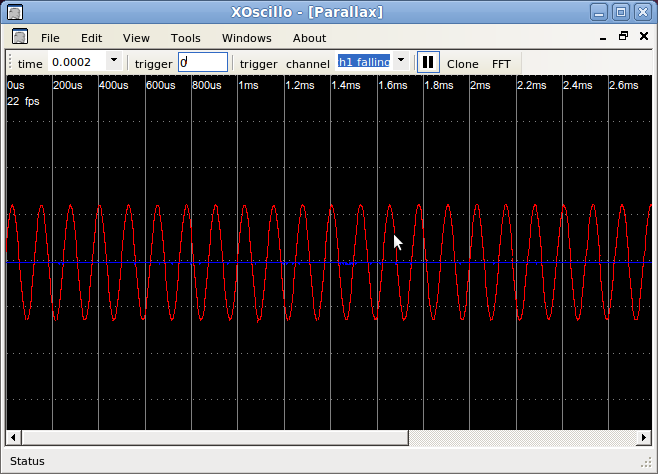 XOscillo - [Parallax]
File Edit View Tools Windows About
time 0.0002 trigger 0 trigger channel h1 falling Clone FFT
0us 200us 400us 600us 800us 1ms 1.2ms 1.4ms 1.6ms 1.8ms 2ms 2.2ms 2.4ms 2.6ms
22 fps
Status